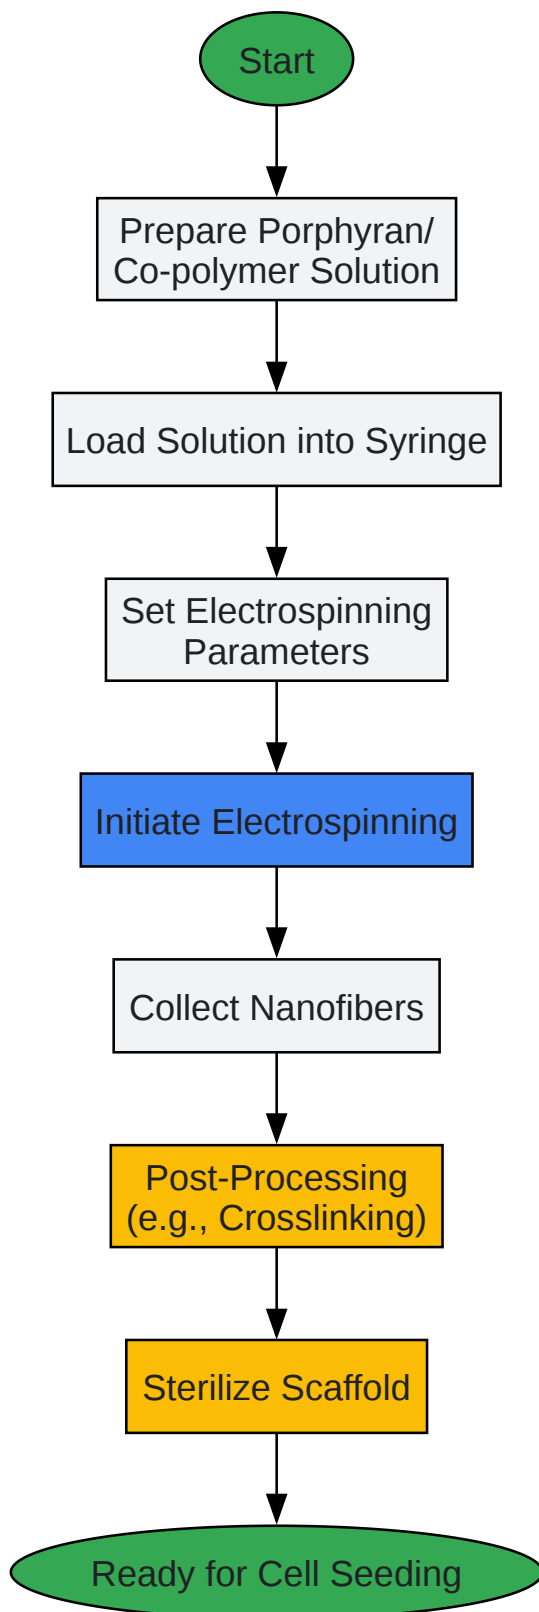 Start
Prepare Porphyran/
Co-polymer Solution
Load Solution into Syringe
Set Electrospinning
Parameters
Initiate Electrospinning
Collect Nanofibers
Post-Processing
(e.g., Crosslinking)
Sterilize Scaffold
Ready for Cell Seeding